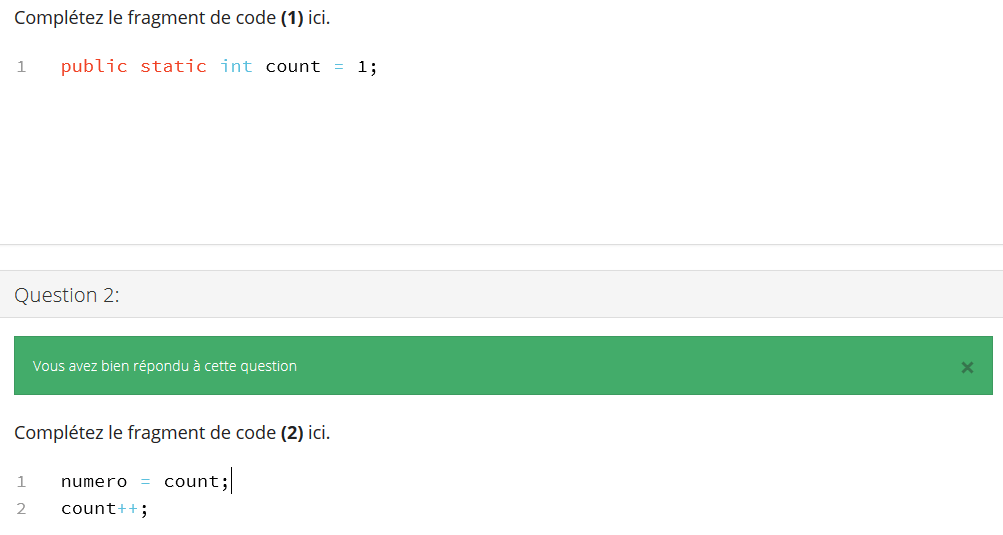 Complétez le fragment de code (1) ici.
1 public static int count = 1;
Question 2:
Vous avez bien répondu à cette question ×
Complétez le fragment de code (2) ici.
1 numero = count;
2 count++;